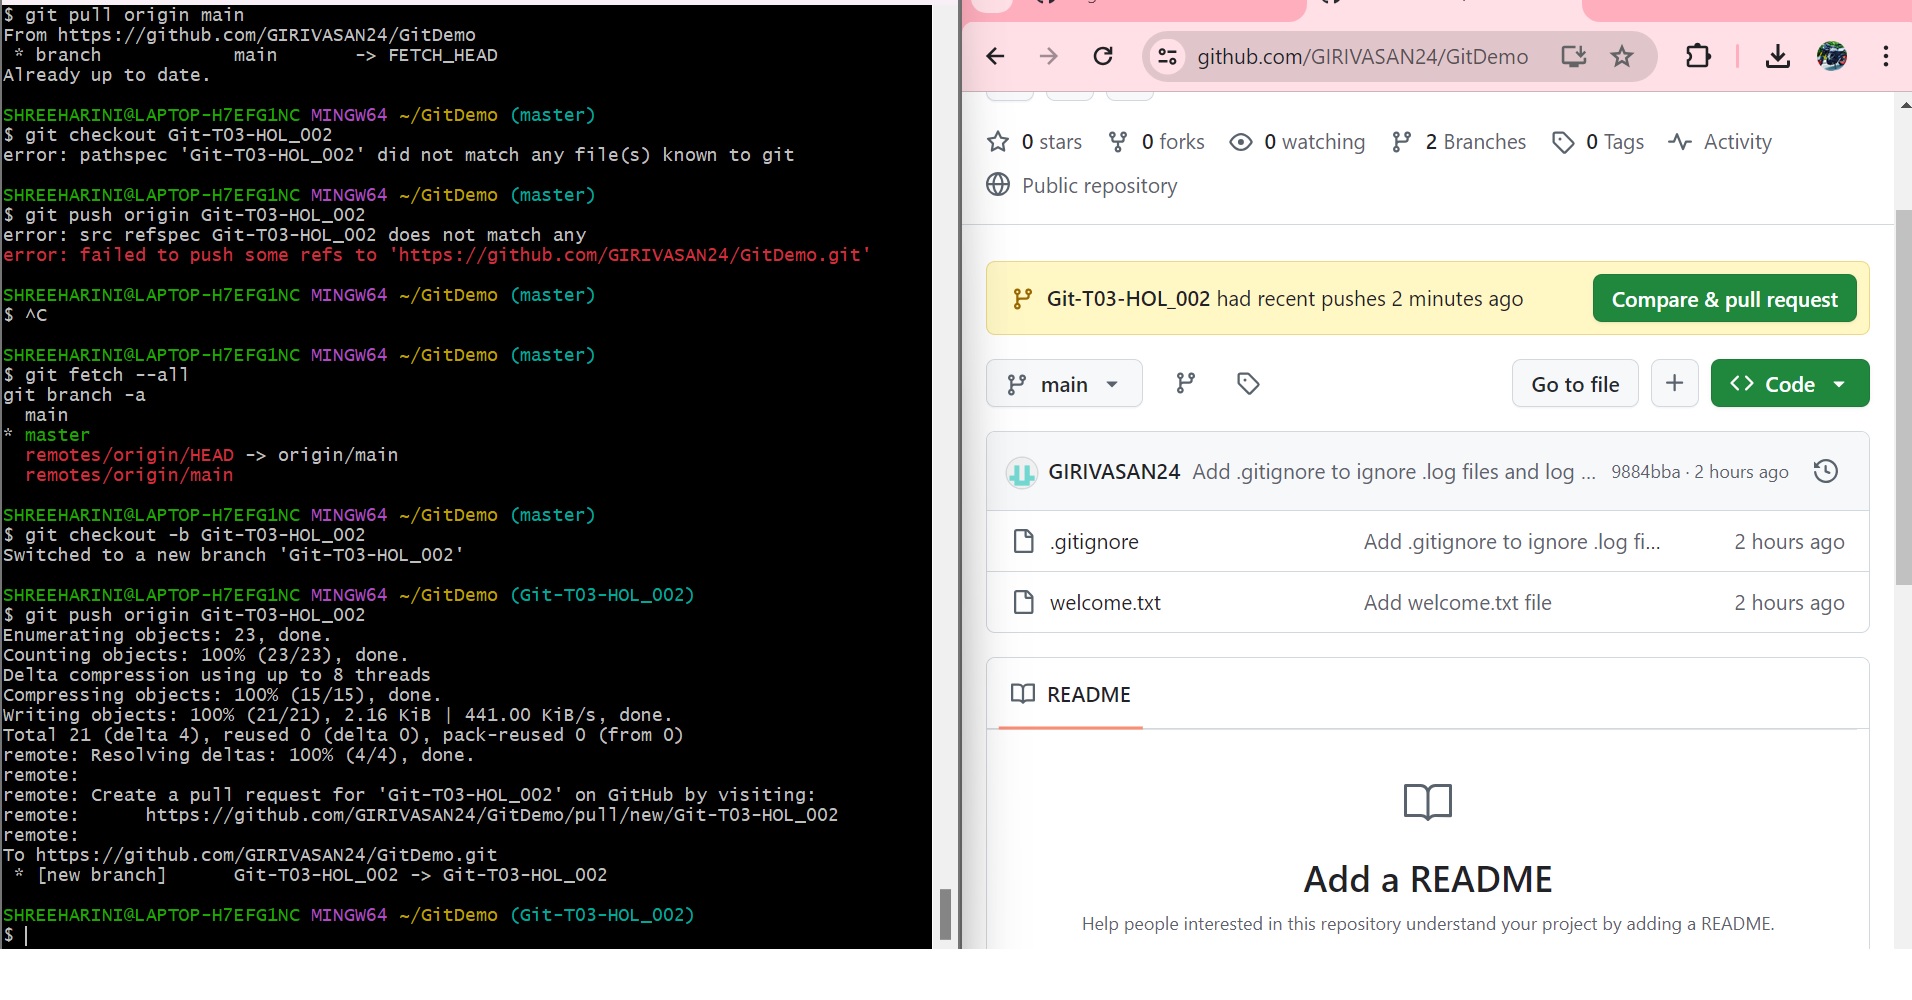 $ git pull origin main
From https://github.com/GIRIVASAN24/GitDemo
 * branch            main       -> FETCH_HEAD
Already up to date.
SHREEHARINI@LAPTOP-H7EFG1NC MINGW64 ~/GitDemo (master)
$ git checkout Git-T03-HOL_002
error: pathspec 'Git-T03-HOL_002' did not match any file(s) known to git
SHREEHARINI@LAPTOP-H7EFG1NC MINGW64 ~/GitDemo (master)
$ git push origin Git-T03-HOL_002
error: src refspec Git-T03-HOL_002 does not match any
error: failed to push some refs to 'https://github.com/GIRIVASAN24/GitDemo.git'
SHREEHARINI@LAPTOP-H7EFG1NC MINGW64 ~/GitDemo (master)
$ ^C
SHREEHARINI@LAPTOP-H7EFG1NC MINGW64 ~/GitDemo (master)
$ git fetch --all
git branch -a
  main
* master
  remotes/origin/HEAD -> origin/main
  remotes/origin/main
SHREEHARINI@LAPTOP-H7EFG1NC MINGW64 ~/GitDemo (master)
$ git checkout -b Git-T03-HOL_002
Switched to a new branch 'Git-T03-HOL_002'
SHREEHARINI@LAPTOP-H7EFG1NC MINGW64 ~/GitDemo (Git-T03-HOL_002)
$ git push origin Git-T03-HOL_002
Enumerating objects: 23, done.
Counting objects: 100% (23/23), done.
Delta compression using up to 8 threads
Compressing objects: 100% (15/15), done.
Writing objects: 100% (21/21), 2.16 KiB | 441.00 KiB/s, done.
Total 21 (delta 4), reused 0 (delta 0), pack-reused 0 (from 0)
remote: Resolving deltas: 100% (4/4), done.
remote:
remote: Create a pull request for 'Git-T03-HOL_002' on GitHub by visiting:
remote:      https://github.com/GIRIVASAN24/GitDemo/pull/new/Git-T03-HOL_002
remote:
To https://github.com/GIRIVASAN24/GitDemo.git
 * [new branch]      Git-T03-HOL_002 -> Git-T03-HOL_002
SHREEHARINI@LAPTOP-H7EFG1NC MINGW64 ~/GitDemo (Git-T03-HOL_002)
$
github.com/GIRIVASAN24/GitDemo
0 stars 0 forks 0 watching 2 Branches 0 Tags Activity
Public repository
Git-T03-HOL_002 had recent pushes 2 minutes ago Compare & pull request
main Go to file Code
GIRIVASAN24 Add .gitignore to ignore .log files and log ... 9884bba · 2 hours ago
.gitignore Add .gitignore to ignore .log fi... 2 hours ago
welcome.txt Add welcome.txt file 2 hours ago
README
Add a README
Help people interested in this repository understand your project by adding a README.